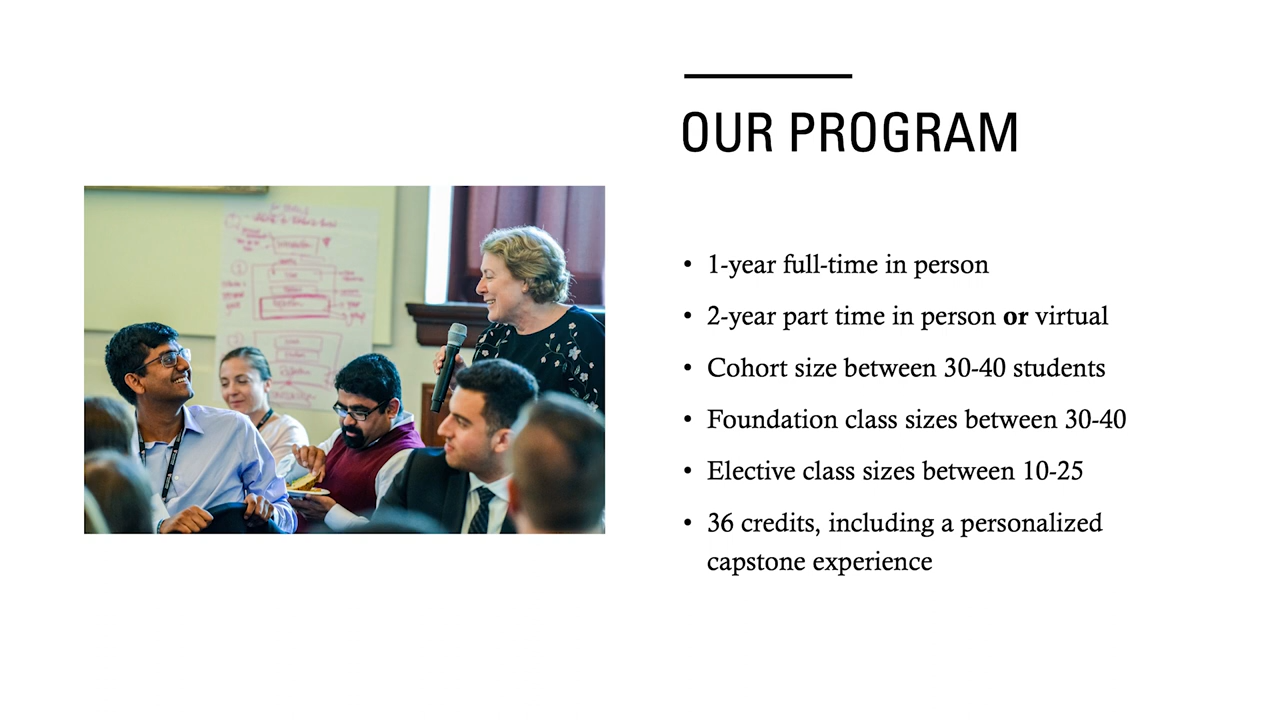 OUR PROGRAM
• 1-year full-time in person
• 2-year part time in person or virtual
• Cohort size between 30-40 students
• Foundation class sizes between 30-40
• Elective class sizes between 10-25
• 36 credits, including a personalized
capstone experience